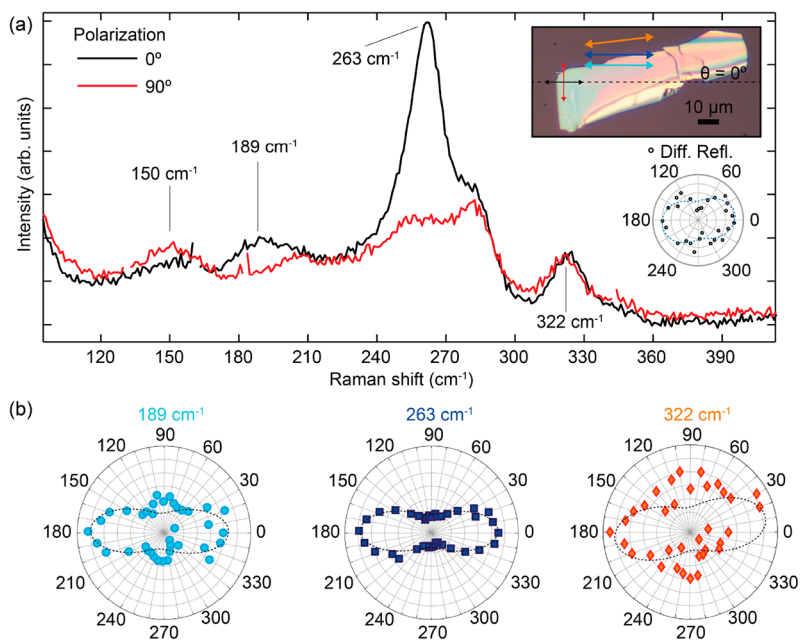 (a)
Polarization
0º
90º
263 cm⁻¹
189 cm⁻¹
150 cm⁻¹
322 cm⁻¹
θ = 0º
10 µm
Diff. Refl.
120 60
180 0
240 300
Intensity (arb. units)
120 150 180 210 240 270 300 330 360 390
Raman shift (cm⁻¹)
(b)
189 cm⁻¹ 263 cm⁻¹ 322 cm⁻¹
90 90 90
120 60 120 60 120 60
150 30 150 30 150 30
180 0 180 0 180 0
210 330 210 330 210 330
240 300 240 300 240 300
270 270 270